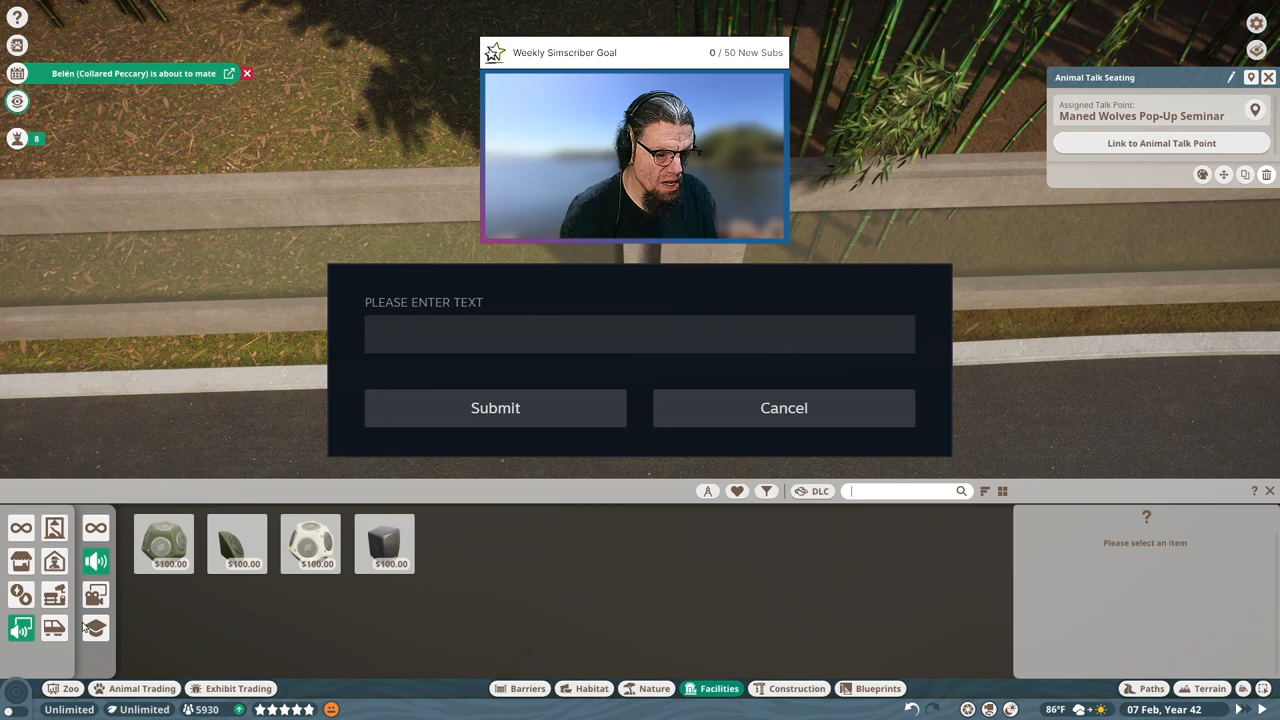 Weekly Simscriber Goal
0 / 50 New Subs
Belén (Collared Peccary) is about to mate
8
Animal Talk Seating
Assigned Talk Point:
Maned Wolves Pop-Up Seminar
Link to Animal Talk Point
PLEASE ENTER TEXT
Submit
Cancel
DLC
?
Please select an item
$100.00
$100.00
$100.00
$100.00
Zoo
Animal Trading
Exhibit Trading
Barriers
Habitat
Nature
Facilities
Construction
Blueprints
Paths
Terrain
Unlimited
Unlimited
5930
86°F
07 Feb, Year 42